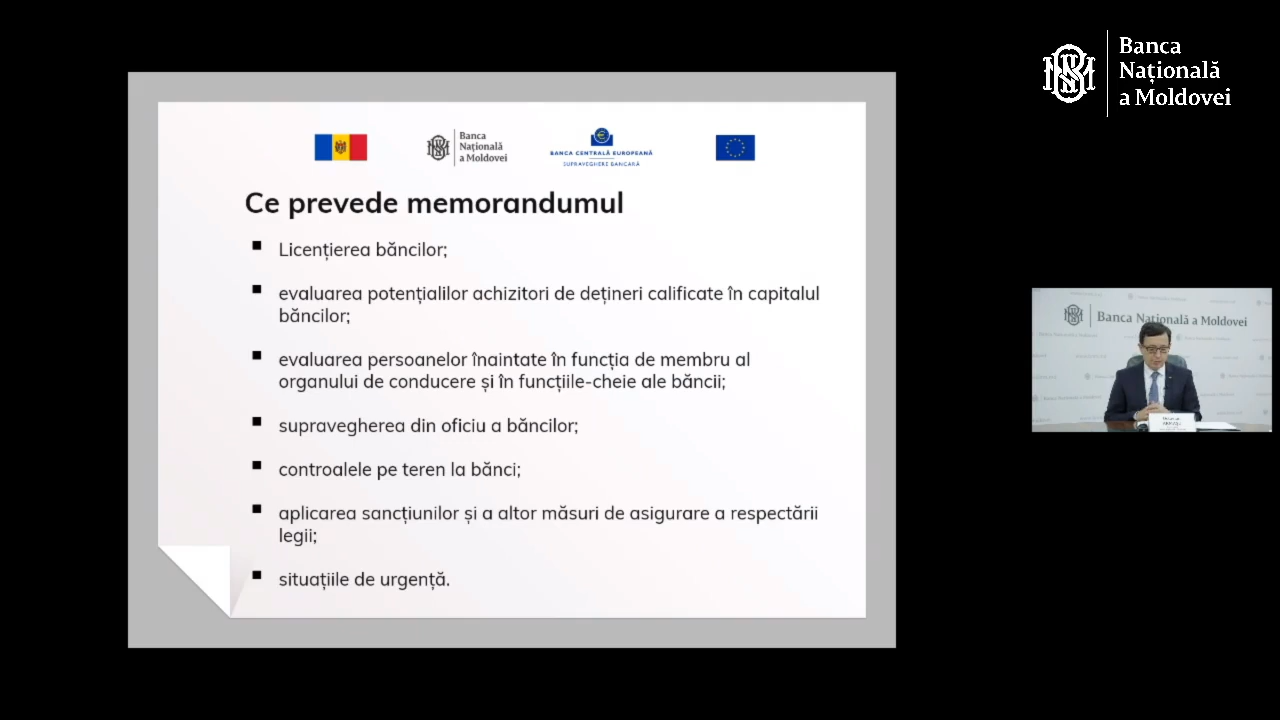 Banca
Națională
a Moldovei
Banca
Națională
a Moldovei
BANCA CENTRALĂ EUROPEANĂ
SUPRAVEGHERE BANCARĂ
Ce prevede memorandumul
Licențierea băncilor;
evaluarea potențialilor achizitori de dețineri calificate în capitalul
băncilor;
evaluarea persoanelor înaintate în funcția de membru al
organului de conducere și în funcțiile-cheie ale băncii;
supravegherea din oficiu a băncilor;
controalele pe teren la bănci;
aplicarea sancțiunilor și a altor măsuri de asigurare a respectării
legii;
situațiile de urgență.
Banca Națională a Moldovei